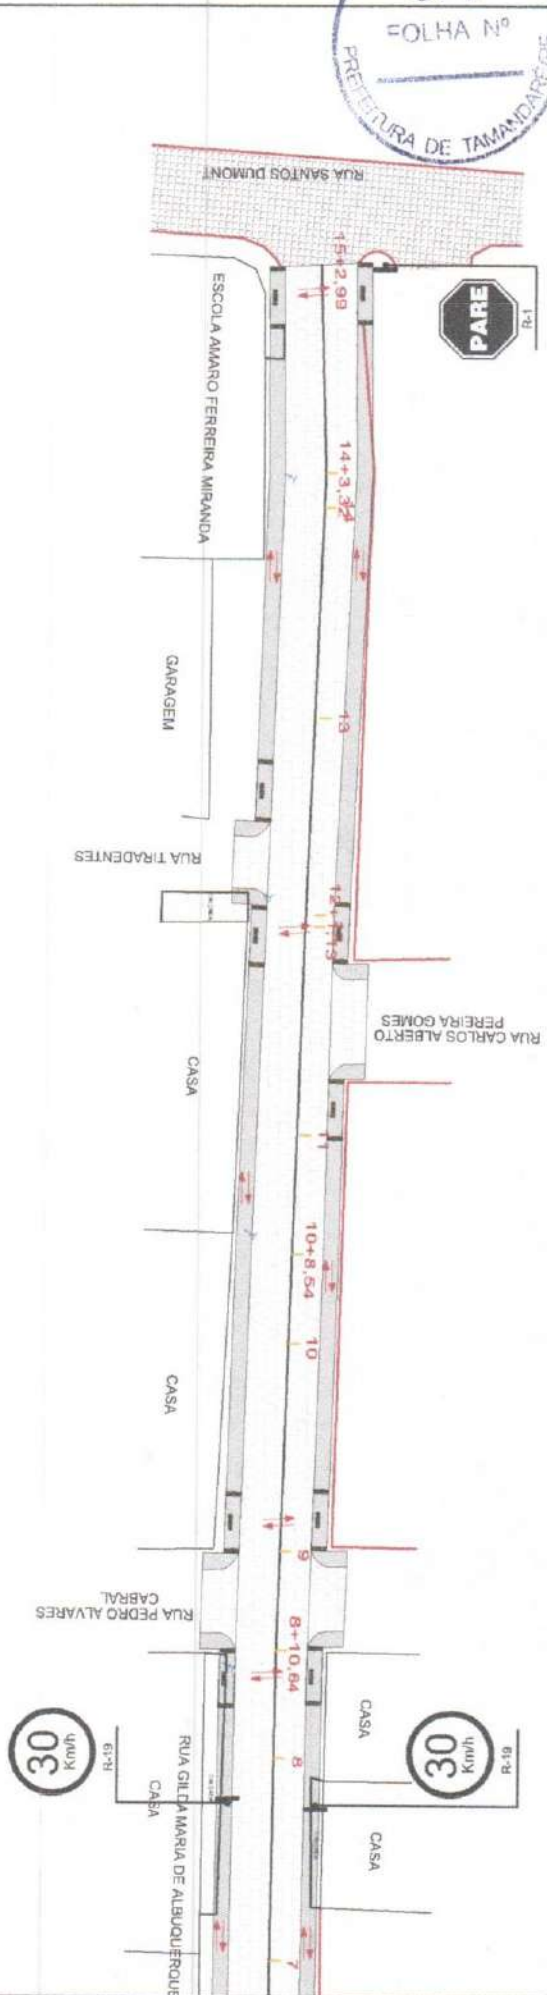 FOLHA Nº
PREFEITURA DE TAMANDARÉ/PE
RUA SANTOS DUMONT
15+2,99
R-1
PARE
ESCOLA AMARO FERREIRA MIRANDA
14+3,32
14
GARAGEM
13
RUA TIRADENTES
12
RUA CARLOS ALBERTO
PEREIRA GOMES
CASA
11
10+8,54
10
CASA
9
RUA PEDRO ALVARES
CABRAL
8+10,64
CASA
R-19
30
Km/h
R-19
30
Km/h
8
CASA
CASA
RUA GILDA MARIA DE ALBUQUERQUE
7